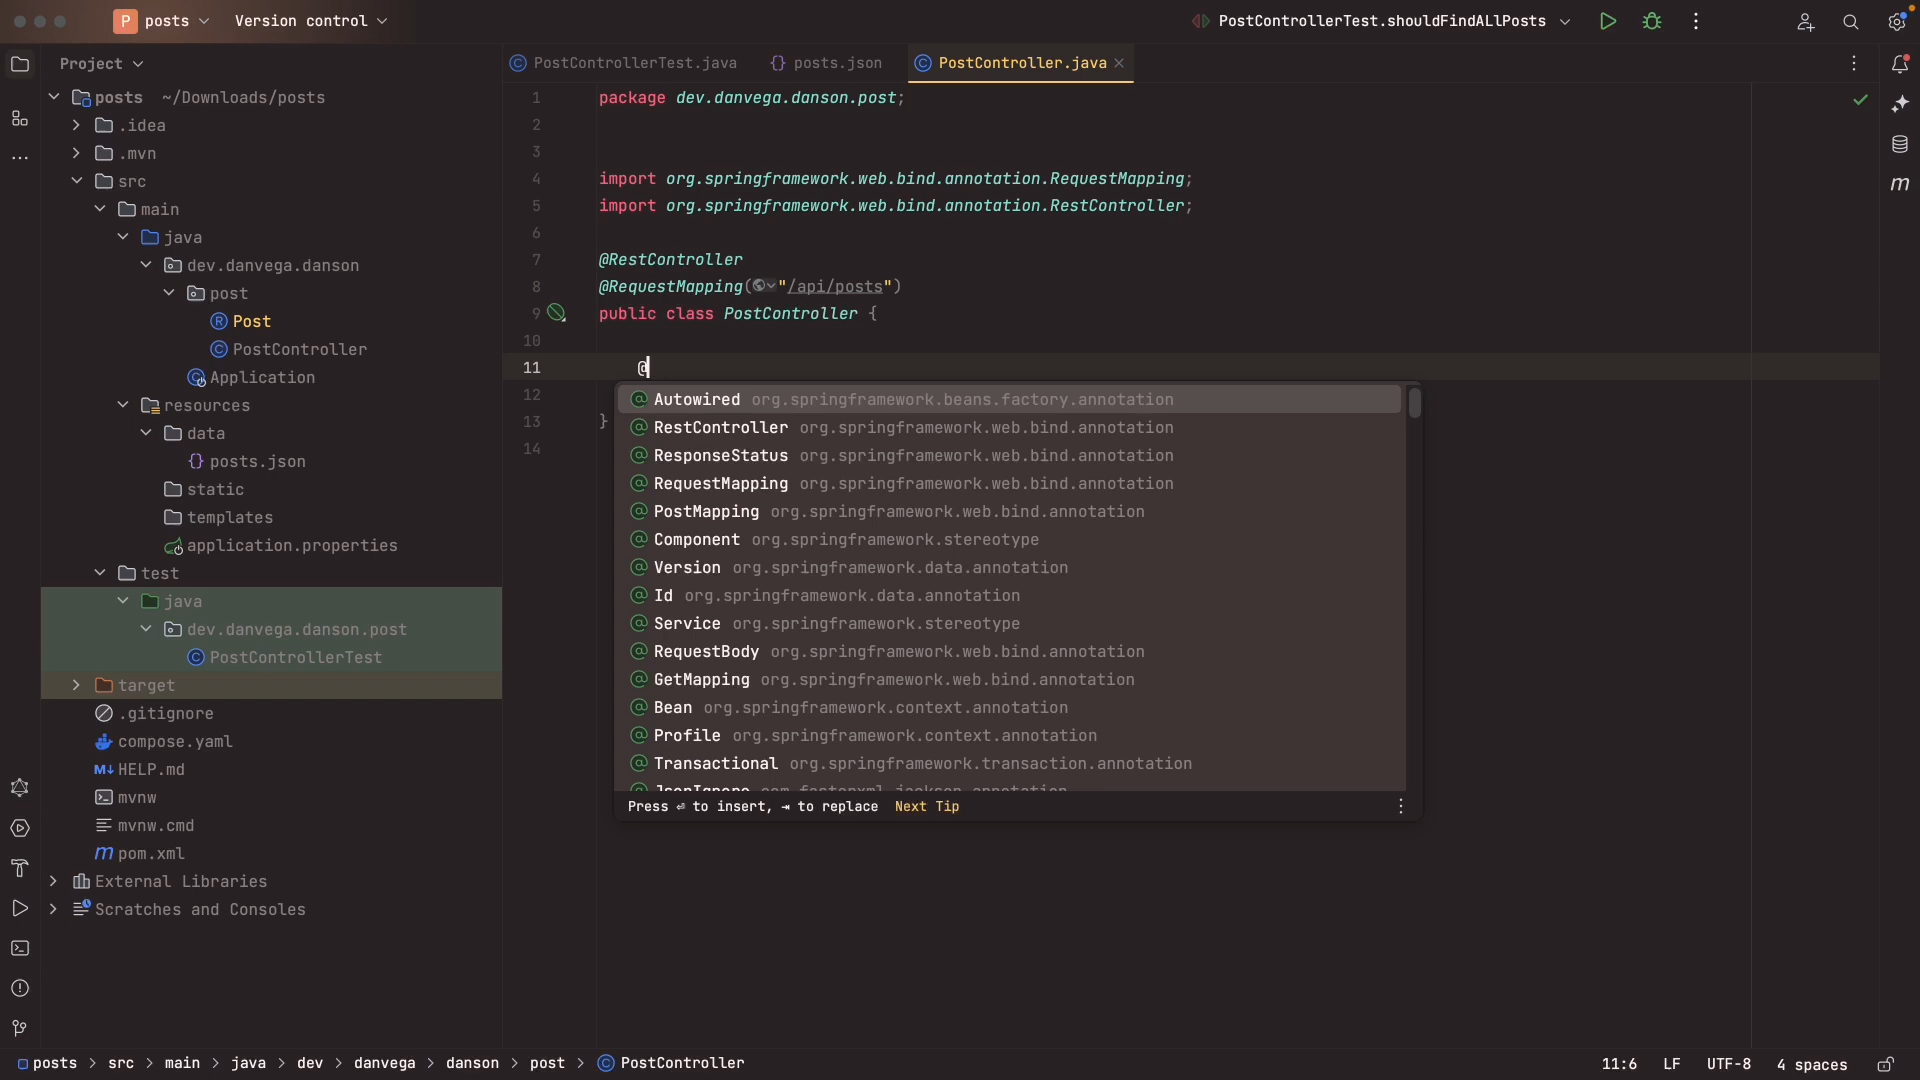 P posts
Version control
PostControllerTest.shouldFindALlPosts
Project
PostControllerTest.java
{} posts.json
PostController.java
posts ~/Downloads/posts
.idea
.mvn
src
main
java
dev.danvega.danson
post
Post
PostController
Application
resources
data
posts.json
static
templates
application.properties
test
java
dev.danvega.danson.post
PostControllerTest
target
.gitignore
compose.yaml
HELP.md
mvnw
mvnw.cmd
pom.xml
External Libraries
Scratches and Consoles
1 package dev.danvega.danson.post;
2
3
4 import org.springframework.web.bind.annotation.RequestMapping;
5 import org.springframework.web.bind.annotation.RestController;
6
7 @RestController
8 @RequestMapping("/api/posts")
9 public class PostController {
10
11 @
12
13 }
14
Autowired org.springframework.beans.factory.annotation
RestController org.springframework.web.bind.annotation
ResponseStatus org.springframework.web.bind.annotation
RequestMapping org.springframework.web.bind.annotation
PostMapping org.springframework.web.bind.annotation
Component org.springframework.stereotype
Version org.springframework.data.annotation
Id org.springframework.data.annotation
Service org.springframework.stereotype
RequestBody org.springframework.web.bind.annotation
GetMapping org.springframework.web.bind.annotation
Bean org.springframework.context.annotation
Profile org.springframework.context.annotation
Transactional org.springframework.transaction.annotation
JsonIgnore com.fasterxml.jackson.annotation
Press ⏎ to insert, ⇥ to replace Next Tip
posts > src > main > java > dev > danvega > danson > post > PostController
11:6 LF UTF-8 4 spaces